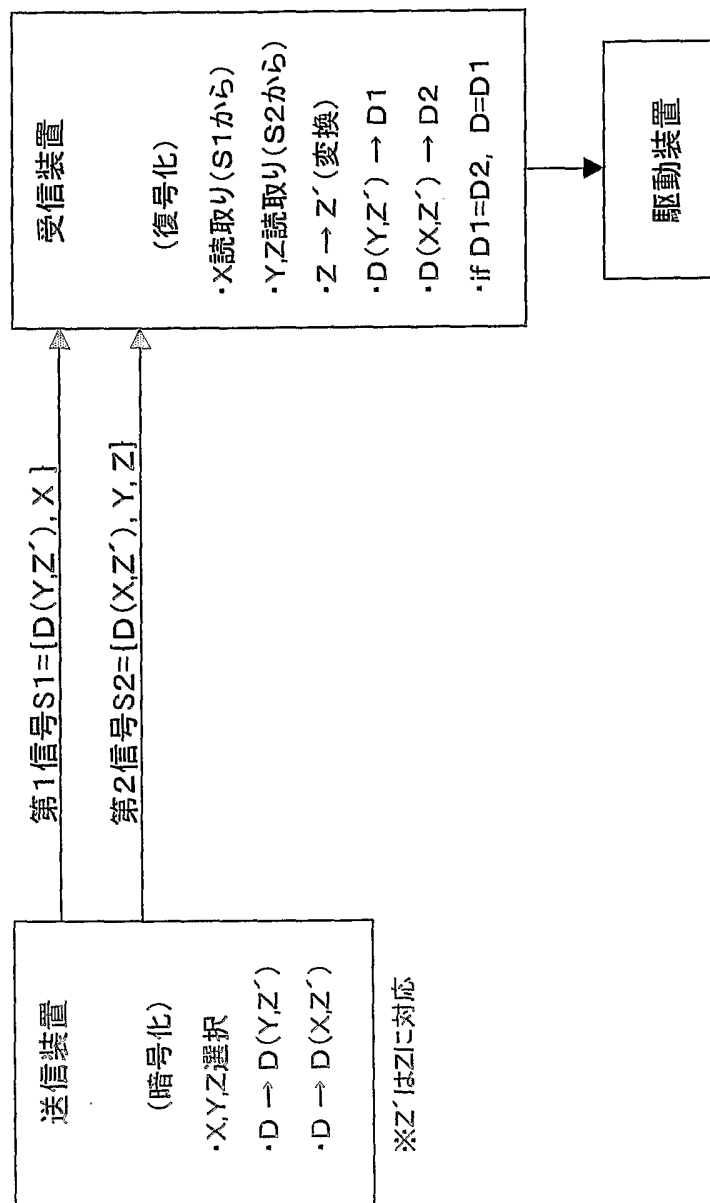 送信装置
(暗号化)
・X,Y,Z選択
・D → D(Y,Z´)
・D → D(X,Z´)
※Z´はZに対応
第1信号S1={D(Y,Z´), X }
第2信号S2={D(X,Z´), Y, Z}
受信装置
(復号化)
・X読取り(S1から)
・Y,Z読取り(S2から)
・Z → Z´(変換)
・D(Y,Z´) → D1
・D(X,Z´) → D2
・if D1=D2, D=D1
駆動装置